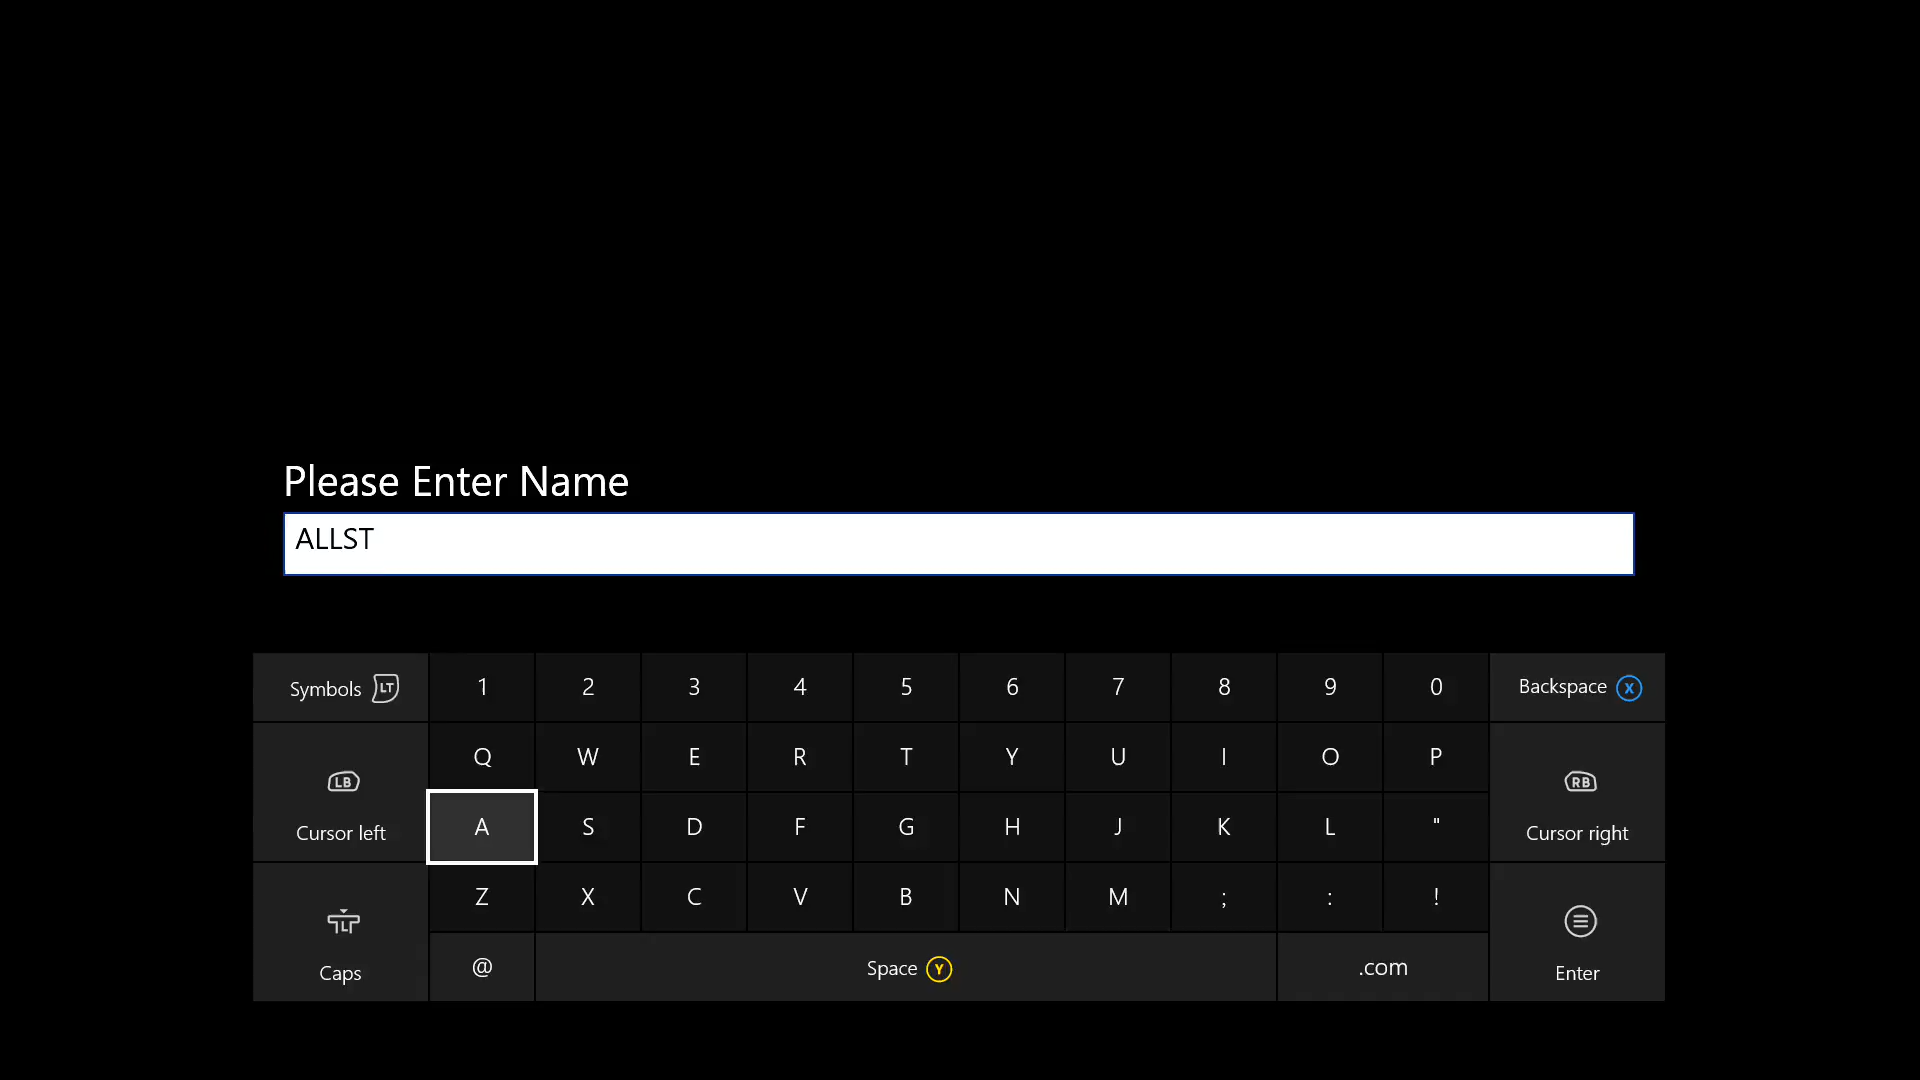 Please Enter Name
ALLST
Symbols LT 1 2 3 4 5 6 7 8 9 0 Backspace X
Q W E R T Y U I O P
LB Cursor left A S D F G H J K L " RB Cursor right
Z X C V B N M ; : !
L Caps @ Space Y .com Enter